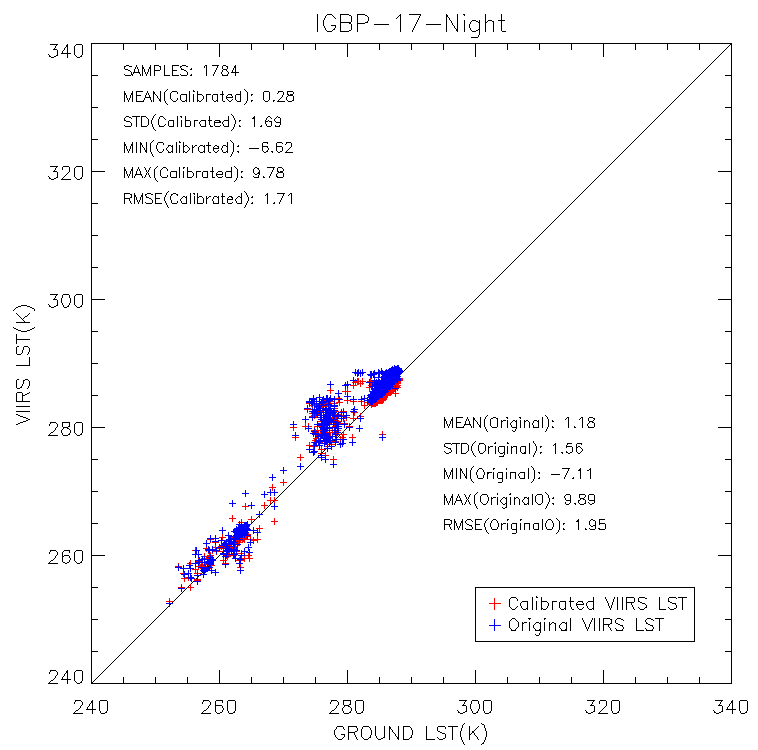 IGBP-17-Night
340
SAMPLES: 1784
MEAN(Calibrated): 0.28
STD(Calibrated): 1.69
MIN(Calibrated): -6.62
MAX(Calibrated): 9.78
RMSE(Calibrated): 1.71
320
300
VIIRS LST(K)
280
MEAN(Original): 1.18
STD(Original): 1.56
MIN(Original): -7.11
MAX(OriginalO): 9.89
RMSE(OriginalO): 1.95
260
Calibrated VIIRS LST
Original VIIRS LST
240
240 260 280 300 320 340
GROUND LST(K)